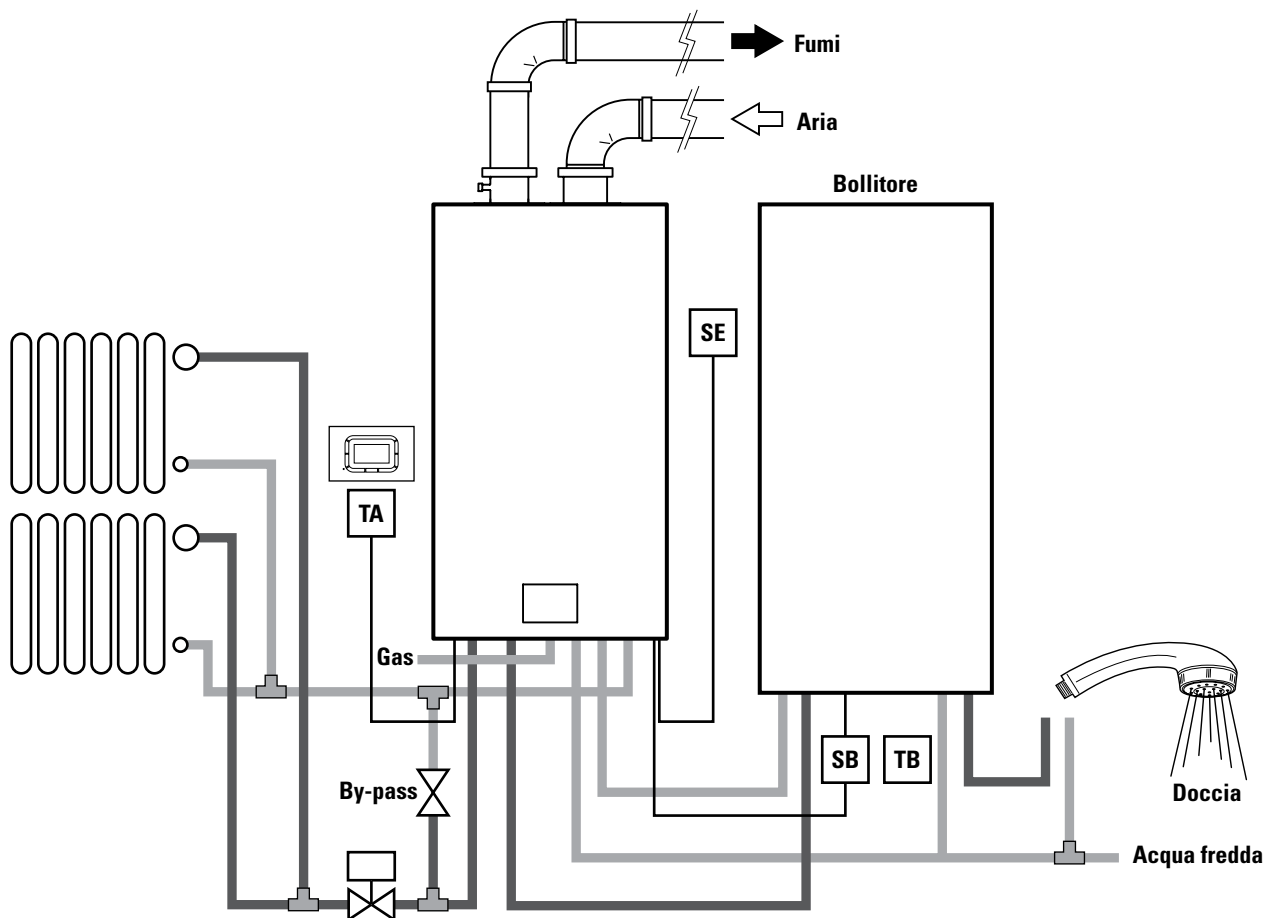 Fumi
Aria
Bollitore
SE
TA
Gas
SB
TB
By-pass
Doccia
Acqua fredda